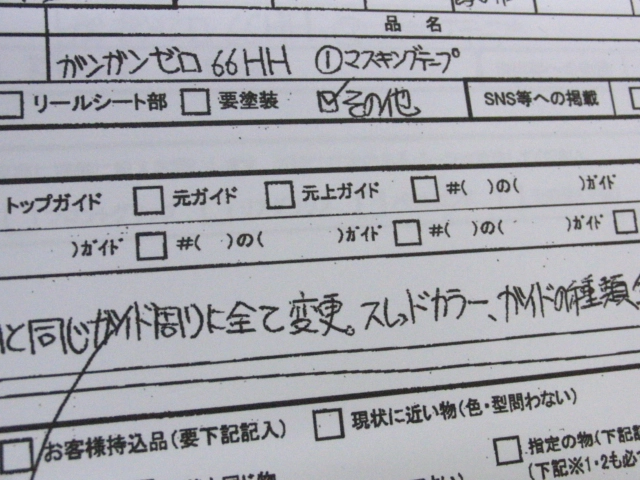 品 名
ガンガンゼロ 66HH ①マスキングテープ
リールシート部 □ 要塗装 ☑ その他 SNS等への掲載 □
トップガイド □ 元ガイド □ 元上ガイド □ #( )の( )ガイド
)ガイド □ #( )の( )ガイド □ #( )の( )ガイド □
と同じガイド周りに全て変更。スレッドカラー、ガイドの種類
□ お客様持込品(要下記記入) □ 現状に近い物(色・型問わない)
□ 指定の物(下記
(下記※1・2も必